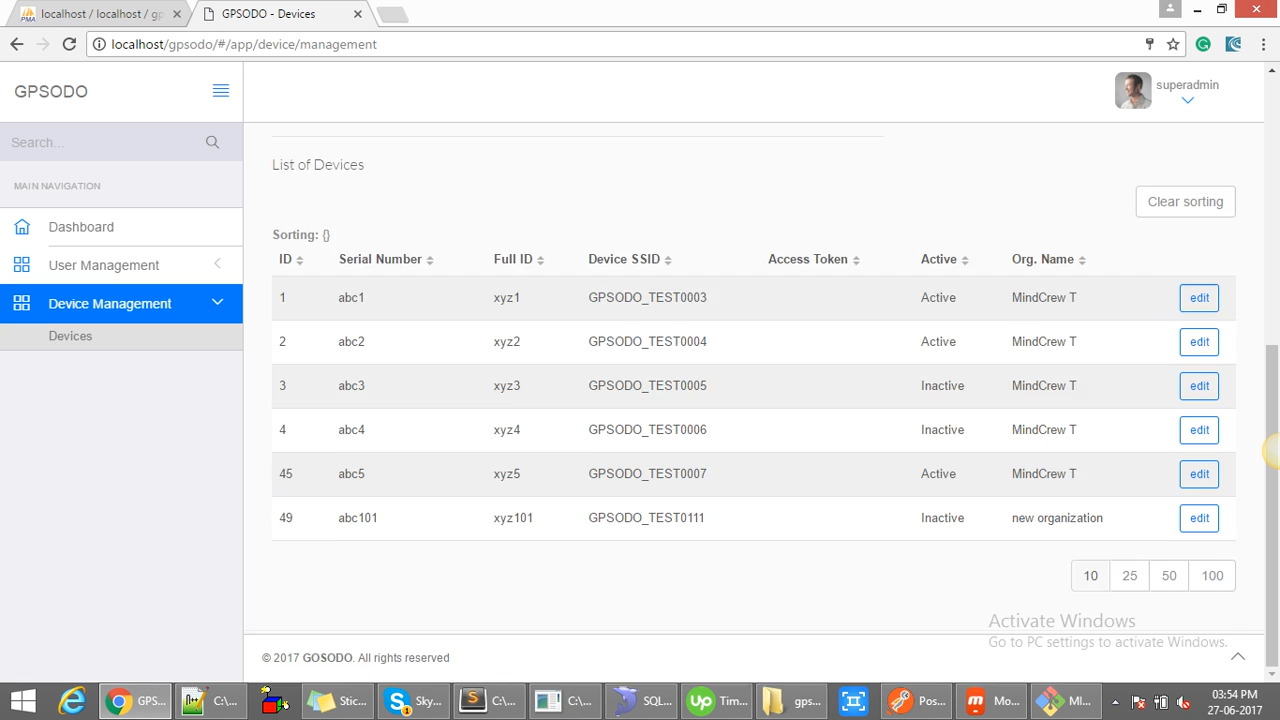 localhost / localhost / gp
GPSODO - Devices
localhost/gpsodo/#/app/device/management
GPSODO
superadmin
Search...
MAIN NAVIGATION
Dashboard
User Management
Device Management
Devices
List of Devices
Clear sorting
Sorting: {}
ID Serial Number Full ID Device SSID Access Token Active Org. Name
1 abc1 xyz1 GPSODO_TEST0003 Active MindCrew T edit
2 abc2 xyz2 GPSODO_TEST0004 Active MindCrew T edit
3 abc3 xyz3 GPSODO_TEST0005 Inactive MindCrew T edit
4 abc4 xyz4 GPSODO_TEST0006 Inactive MindCrew T edit
45 abc5 xyz5 GPSODO_TEST0007 Active MindCrew T edit
49 abc101 xyz101 GPSODO_TEST0111 Inactive new organization edit
10 25 50 100
Activate Windows
Go to PC settings to activate Windows.
© 2017 GOSODO. All rights reserved
GPS... C:\... Stic... Sky... C:\... C:\... SQL... Tim... gps... Pos... Mo... MI...
03:54 PM
27-06-2017